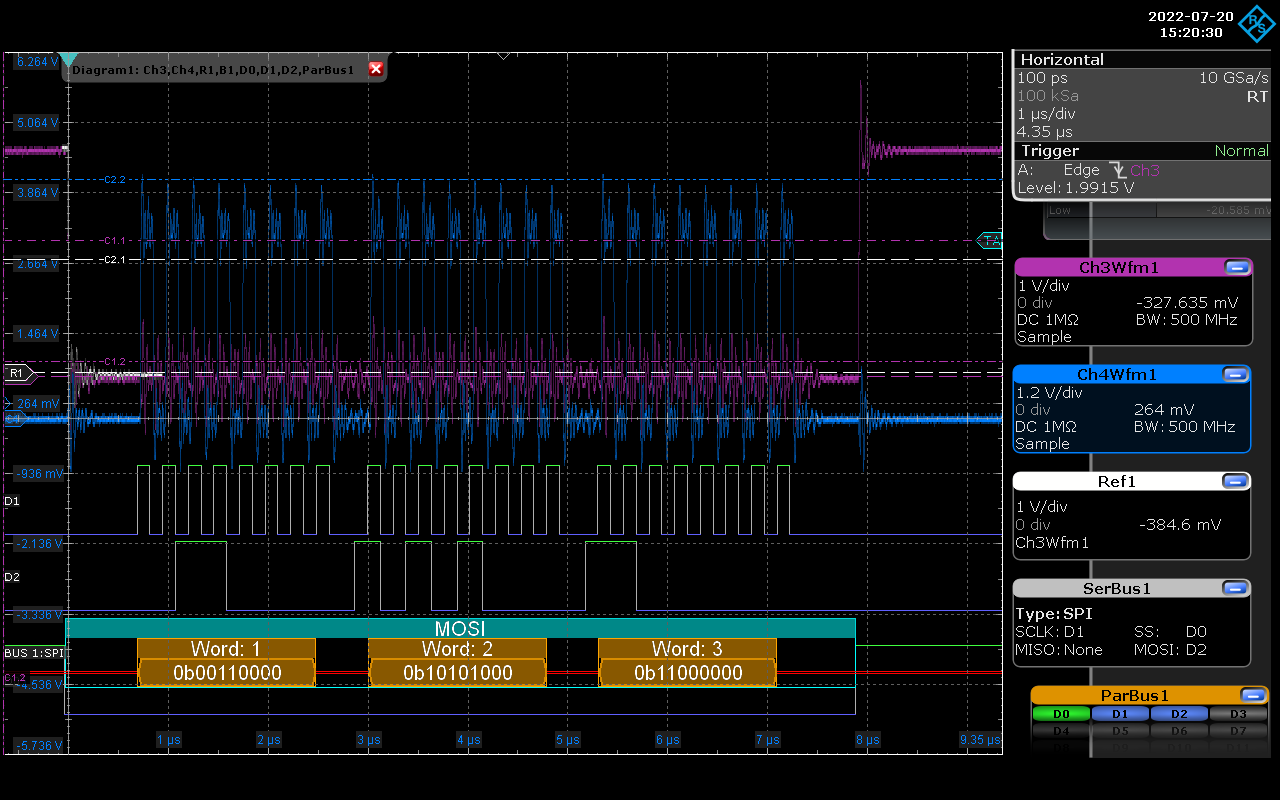 2022-07-20
15:20:30
R&S
Horizontal
100 ps 10 GSa/s
100 kSa RT
1 µs/div
4.35 µs
Trigger Normal
A: Edge Ch3
Level: 1.9915 V
Low -20.585 mV
Ch3Wfm1
1 V/div
0 div -327.635 mV
DC 1MΩ BW: 500 MHz
Sample
Ch4Wfm1
1.2 V/div
0 div 264 mV
DC 1MΩ BW: 500 MHz
Sample
Ref1
1 V/div
0 div -384.6 mV
Ch3Wfm1
SerBus1
Type: SPI
SCLK: D1 SS: D0
MISO: None MOSI: D2
ParBus1
D0 D1 D2 D3
D4 D5 D6 D7
Diagram1: Ch3,Ch4,R1,B1,D0,D1,D2,ParBus1
6.264 V
5.064 V
C2.2
3.864 V
C1.1
TA
C2.1
2.664 V
1.464 V
C1.2
R1
264 mV
C4
-936 mV
D1
-2.136 V
D2
-3.336 V
MOSI
BUS 1:SPI
Word: 1 Word: 2 Word: 3
0b00110000 0b10101000 0b11000000
C1.2
-4.536 V
1 µs 2 µs 3 µs 4 µs 5 µs 6 µs 7 µs 8 µs 9.35 µs
-5.736 V